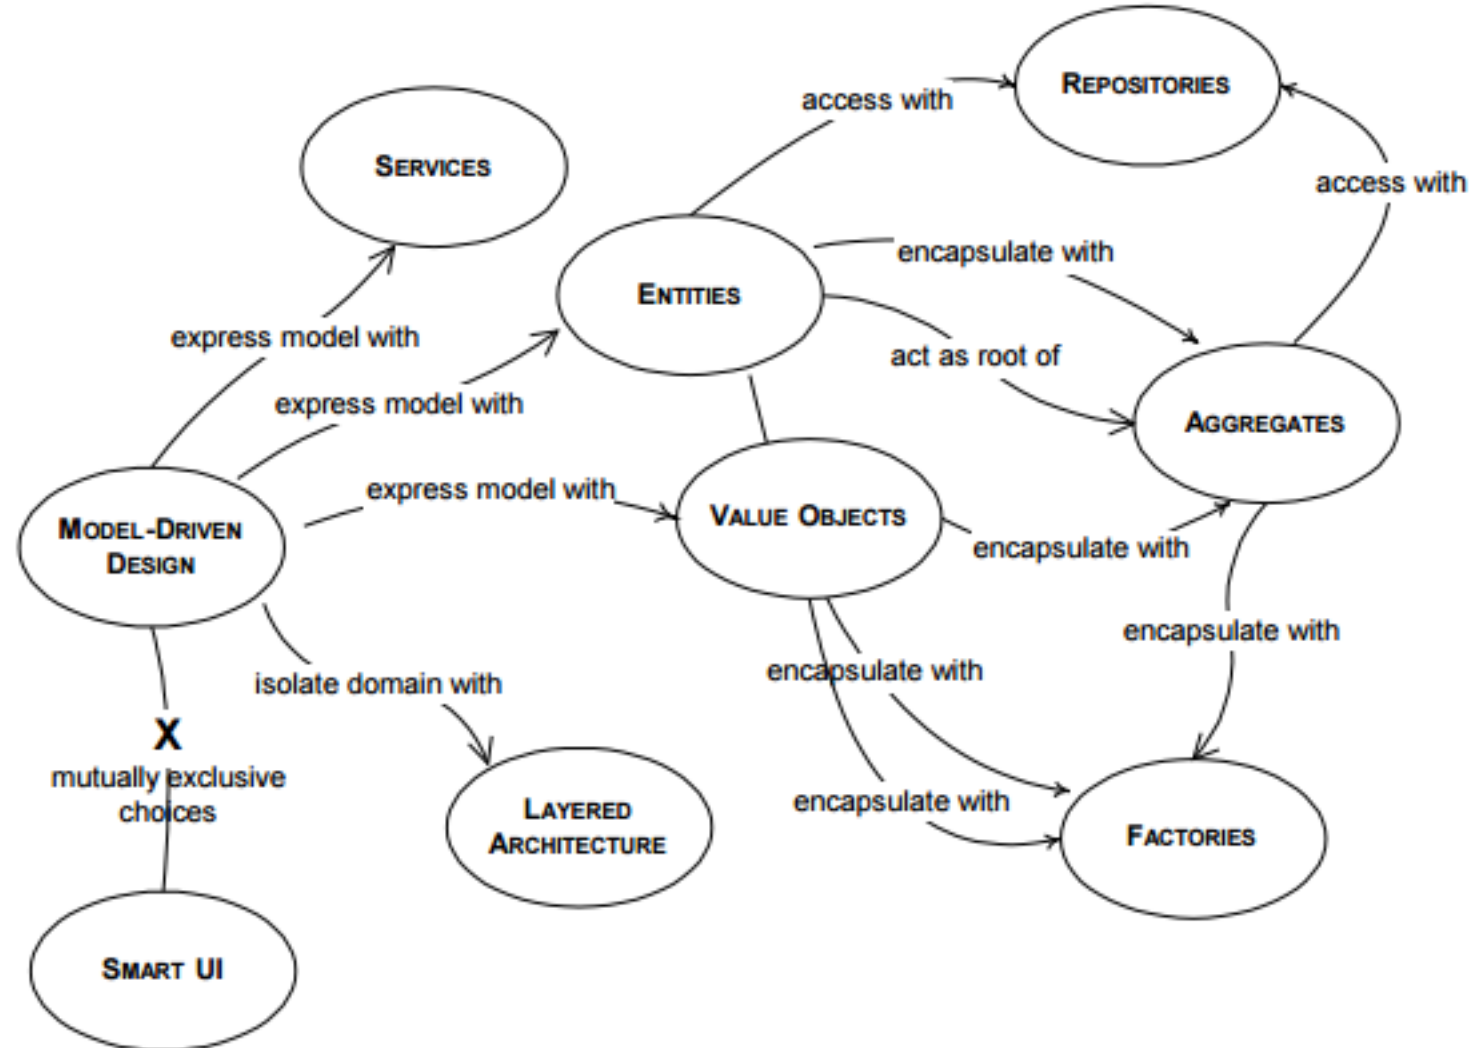 REPOSITORIES
access with
SERVICES
access with
encapsulate with
ENTITIES
express model with
act as root of
express model with
AGGREGATES
express model with
VALUE OBJECTS
MODEL-DRIVEN
DESIGN
encapsulate with
encapsulate with
encapsulate with
isolate domain with
X
mutually exclusive
choices
encapsulate with
LAYERED
ARCHITECTURE
FACTORIES
SMART UI